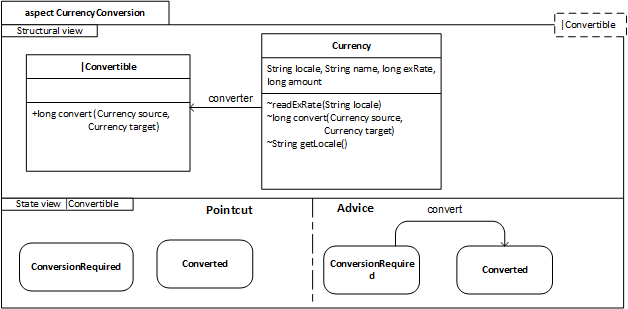 aspect CurrencyConversion
|Convertible
Structural view
|Convertible
+long convert (Currency source,
Currency target)
converter
Currency
String locale, String name, long exRate,
long amount
~readExRate(String locale)
~long convert(Currency source,
Currency target)
~String getLocale()
State view |Convertible
Pointcut
Advice
convert
ConversionRequired
Converted
ConversionRequire
d
Converted